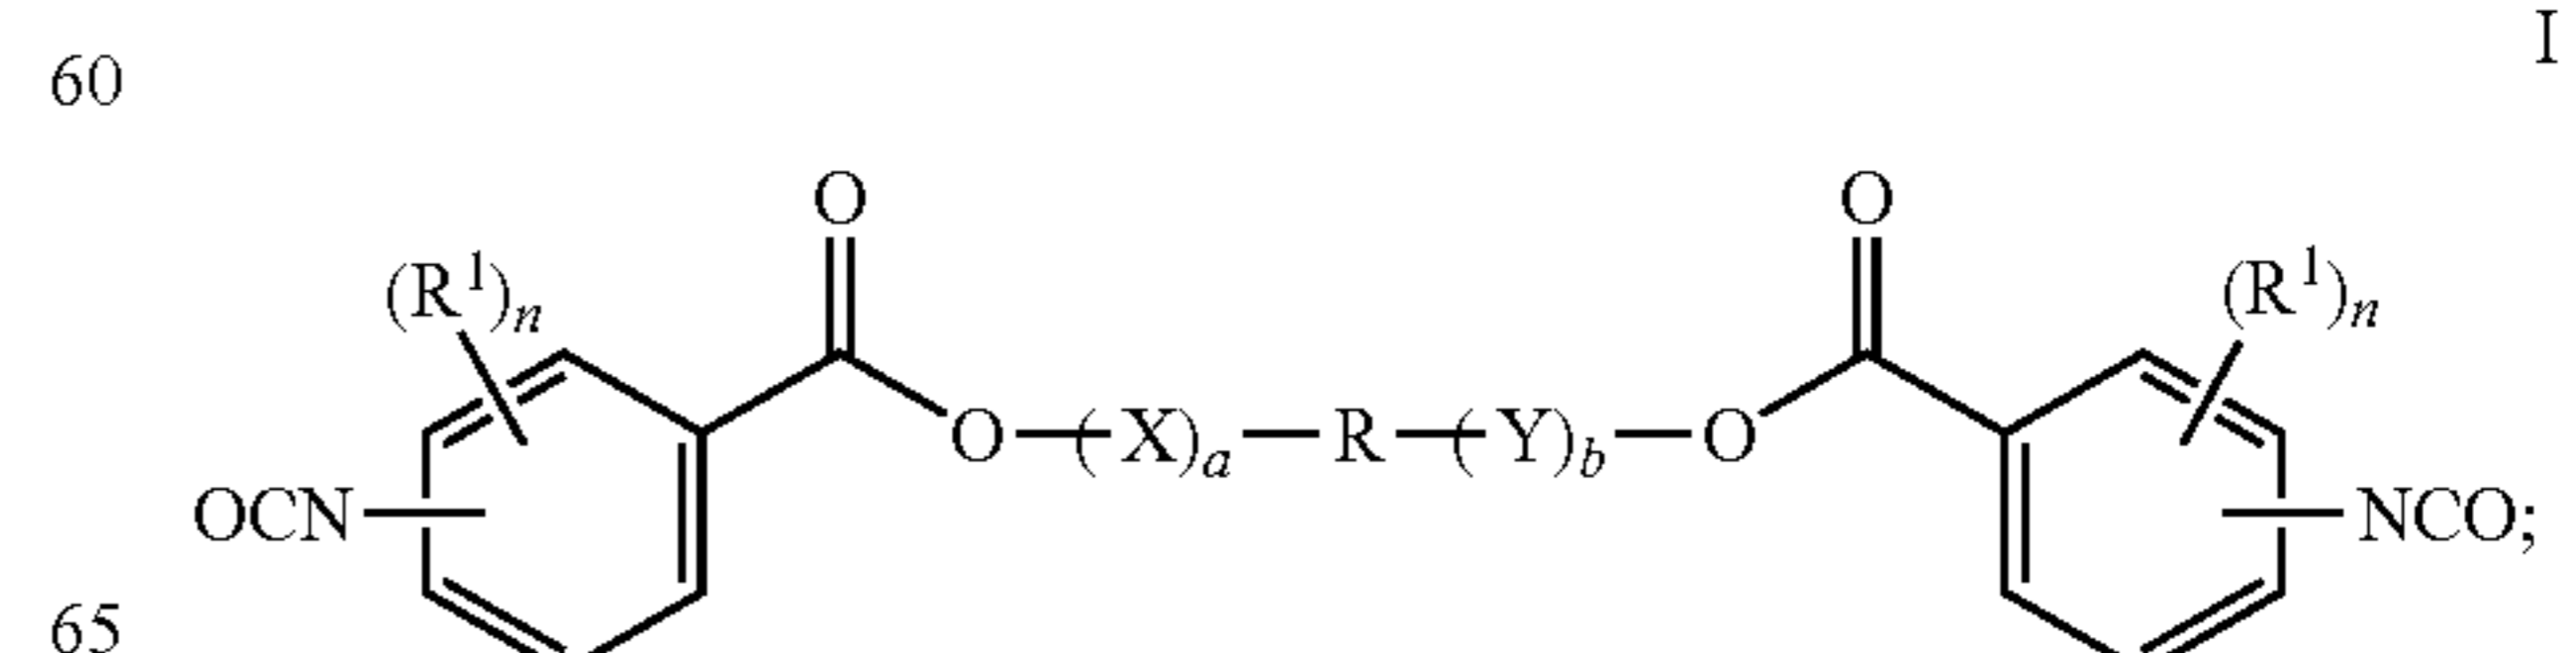 60 I
O O
(R¹)n (R¹)n
O—(X)a—R—(Y)b—O
OCN NCO;
65